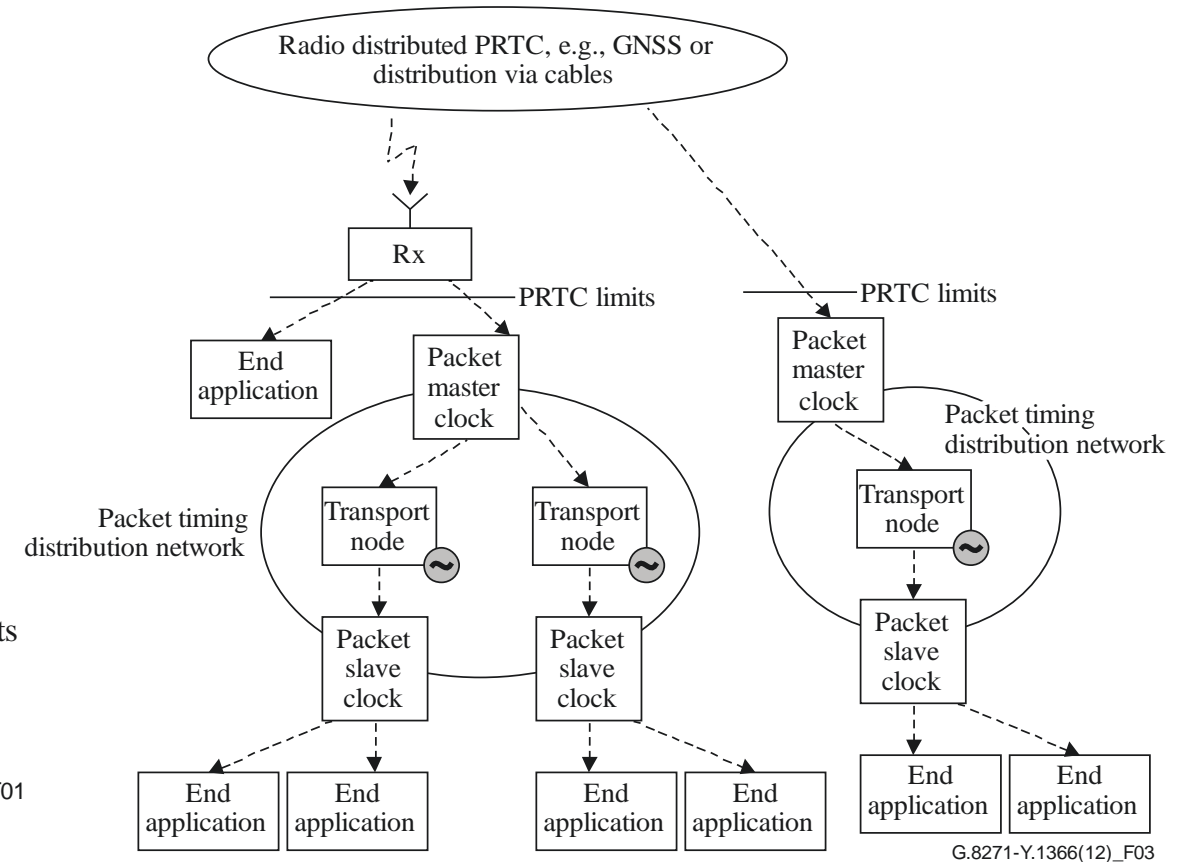 Radio distributed PRTC, e.g., GNSS or
distribution via cables
Rx
PRTC limits
PRTC limits
End
application
Packet
master
clock
Packet
master
clock
Packet timing
distribution network
Transport
node
Transport
node
Transport
node
Packet timing
distribution network
ts
Packet
slave
clock
Packet
slave
clock
Packet
slave
clock
End
application
End
application
End
application
End
application
End
application
End
application
01
G.8271-Y.1366(12)_F03